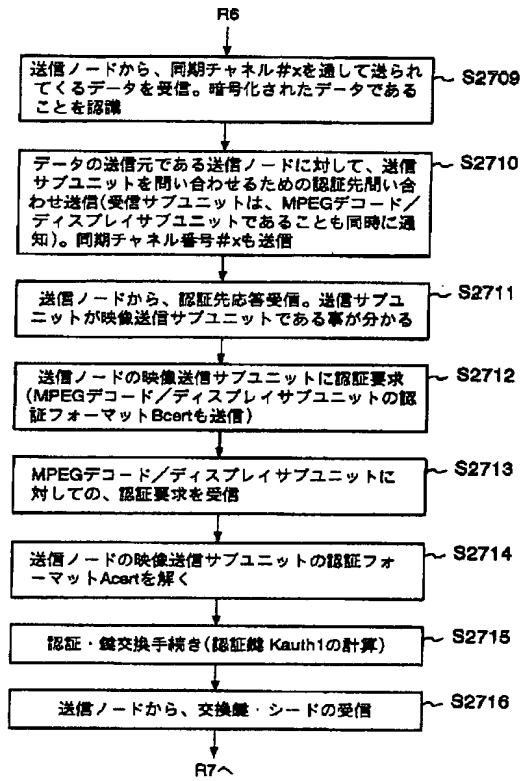 R6
送信ノードから、同期チャネル#xを通して送られ
てくるデータを受信。暗号化されたデータである
ことを認識
S2709
データの送信元である送信ノードに対して、送信
サブユニットを問い合わせるための認証先問い合
わせ送信(受信サブユニットは、MPEGデコード／
ディスプレイサブユニットであることも同時に通
知)。同期チャネル番号#xも送信
S2710
送信ノードから、認証先応答受信。送信サブユ
ニットが映像送信サブユニットである事が分かる
S2711
送信ノードの映像送信サブユニットに認証要求
(MPEGデコード／ディスプレイサブユニットの認
証フォーマットBcertも送信)
S2712
MPEGデコード／ディスプレイサブユニットに
対しての、認証要求を受信
S2713
送信ノードの映像送信サブユニットの認証フォ
ーマットAcertを解く
S2714
認証・鍵交換手続き(認証鍵 Kauth1の計算)
S2715
送信ノードから、交換鍵・シードの受信
S2716
R7へ